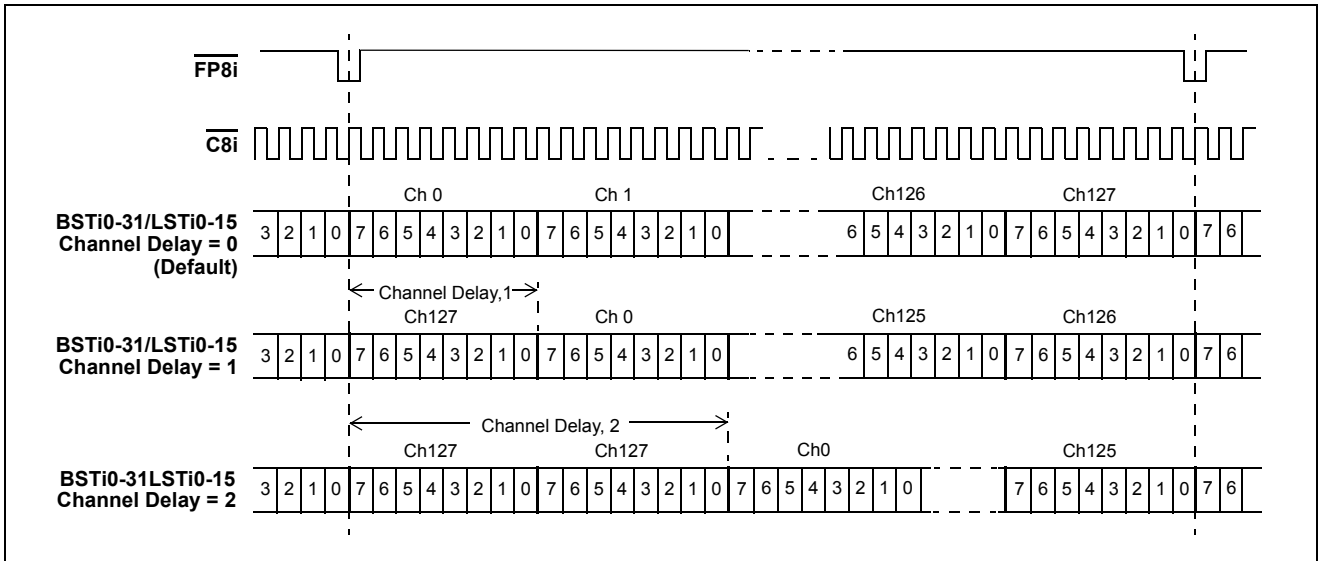 FP8i
C8i
Ch 0 Ch 1 Ch126 Ch127
BSTi0-31/LSTi0-15
Channel Delay = 0
(Default)
3 2 1 0 7 6 5 4 3 2 1 0 7 6 5 4 3 2 1 0 6 5 4 3 2 1 0 7 6 5 4 3 2 1 0 7 6
Channel Delay,1
Ch127 Ch 0 Ch125 Ch126
BSTi0-31/LSTi0-15
Channel Delay = 1
3 2 1 0 7 6 5 4 3 2 1 0 7 6 5 4 3 2 1 0 6 5 4 3 2 1 0 7 6 5 4 3 2 1 0 7 6
Channel Delay, 2
Ch127 Ch127 Ch0 Ch125
BSTi0-31LSTi0-15
Channel Delay = 2
3 2 1 0 7 6 5 4 3 2 1 0 7 6 5 4 3 2 1 0 7 6 5 4 3 2 1 0 7 6 5 4 3 2 1 0 7 6